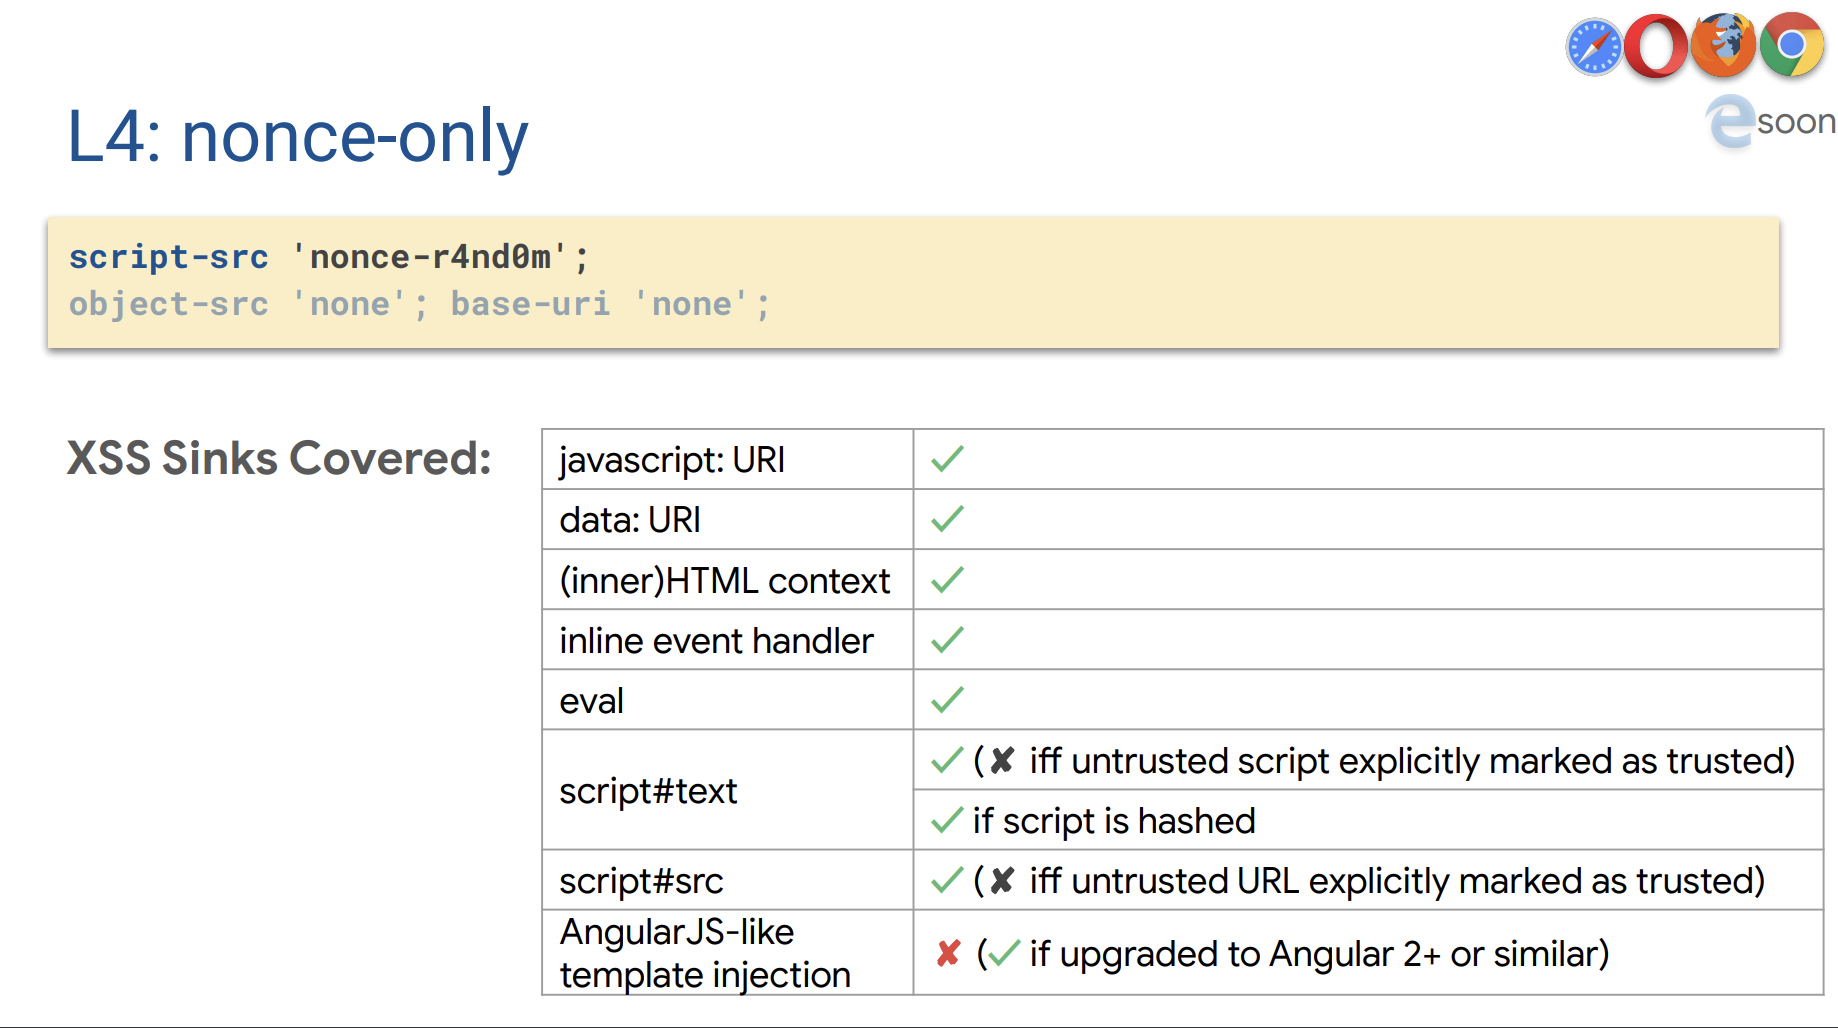 soon
L4: nonce-only
script-src 'nonce-r4nd0m';
object-src 'none'; base-uri 'none';
XSS Sinks Covered:
javascript: URI ✓
data: URI ✓
(inner)HTML context ✓
inline event handler ✓
eval ✓
script#text
✓ (✘ iff untrusted script explicitly marked as trusted)
✓ if script is hashed
script#src ✓ (✘ iff untrusted URL explicitly marked as trusted)
AngularJS-like
template injection
✘ (✓ if upgraded to Angular 2+ or similar)